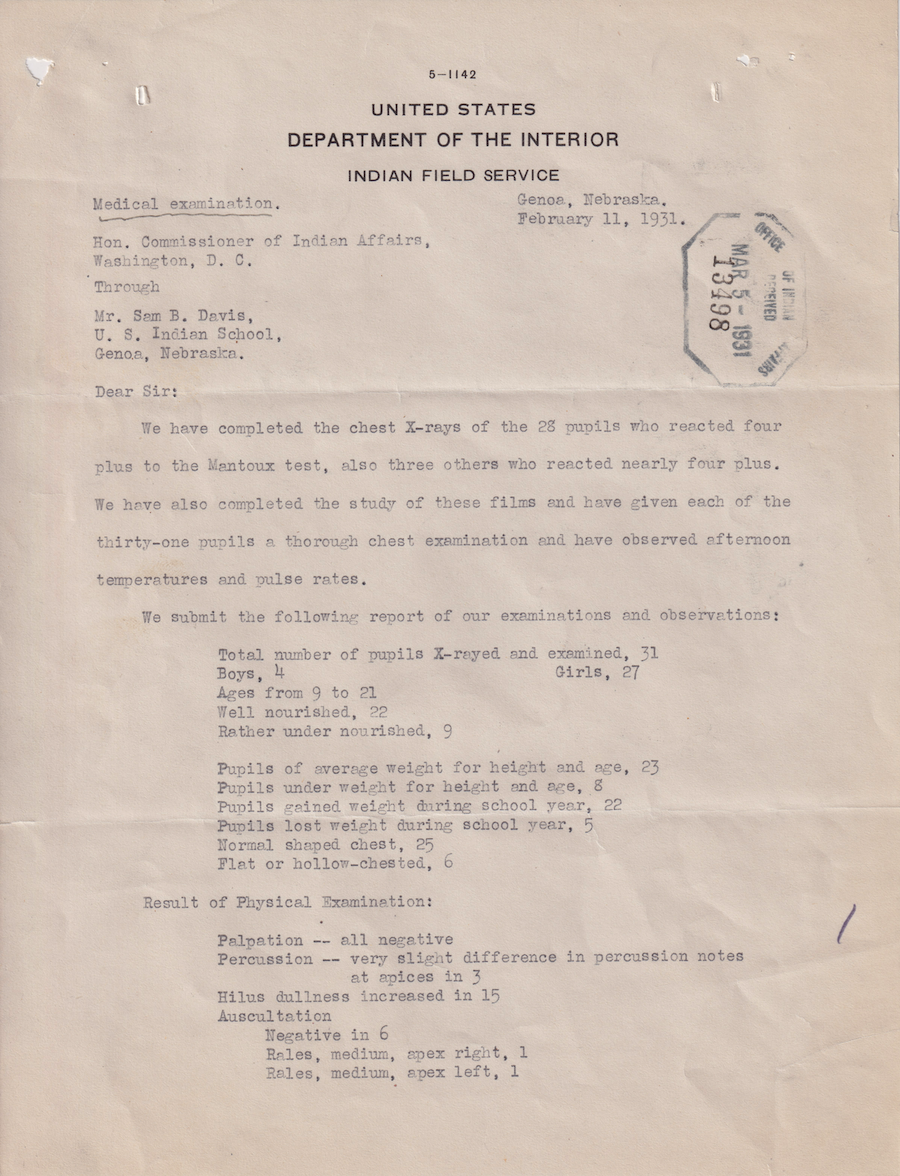 5-1142
UNITED STATES
DEPARTMENT OF THE INTERIOR
INDIAN FIELD SERVICE
Medical examination.
Genoa, Nebraska.
February 11, 1931.
Hon. Commissioner of Indian Affairs,
Washington, D. C.
Through
Mr. Sam B. Davis,
U. S. Indian School,
Genoa, Nebraska.
OFFICE OF INDIAN AFFAIRS
RECEIVED
MAR 5 - 1931
13498
Dear Sir:
We have completed the chest X-rays of the 28 pupils who reacted four
plus to the Mantoux test, also three others who reacted nearly four plus.
We have also completed the study of these films and have given each of the
thirty-one pupils a thorough chest examination and have observed afternoon
temperatures and pulse rates.
We submit the following report of our examinations and observations:
Total number of pupils X-rayed and examined, 31
Boys, 4 Girls, 27
Ages from 9 to 21
Well nourished, 22
Rather under nourished, 9
Pupils of average weight for height and age, 23
Pupils under weight for height and age, 8
Pupils gained weight during school year, 22
Pupils lost weight during school year, 5
Normal shaped chest, 25
Flat or hollow-chested, 6
Result of Physical Examination:
Palpation -- all negative
Percussion -- very slight difference in percussion notes
at apices in 3
Hilus dullness increased in 15
Auscultation
Negative in 6
Rales, medium, apex right, 1
Rales, medium, apex left, 1